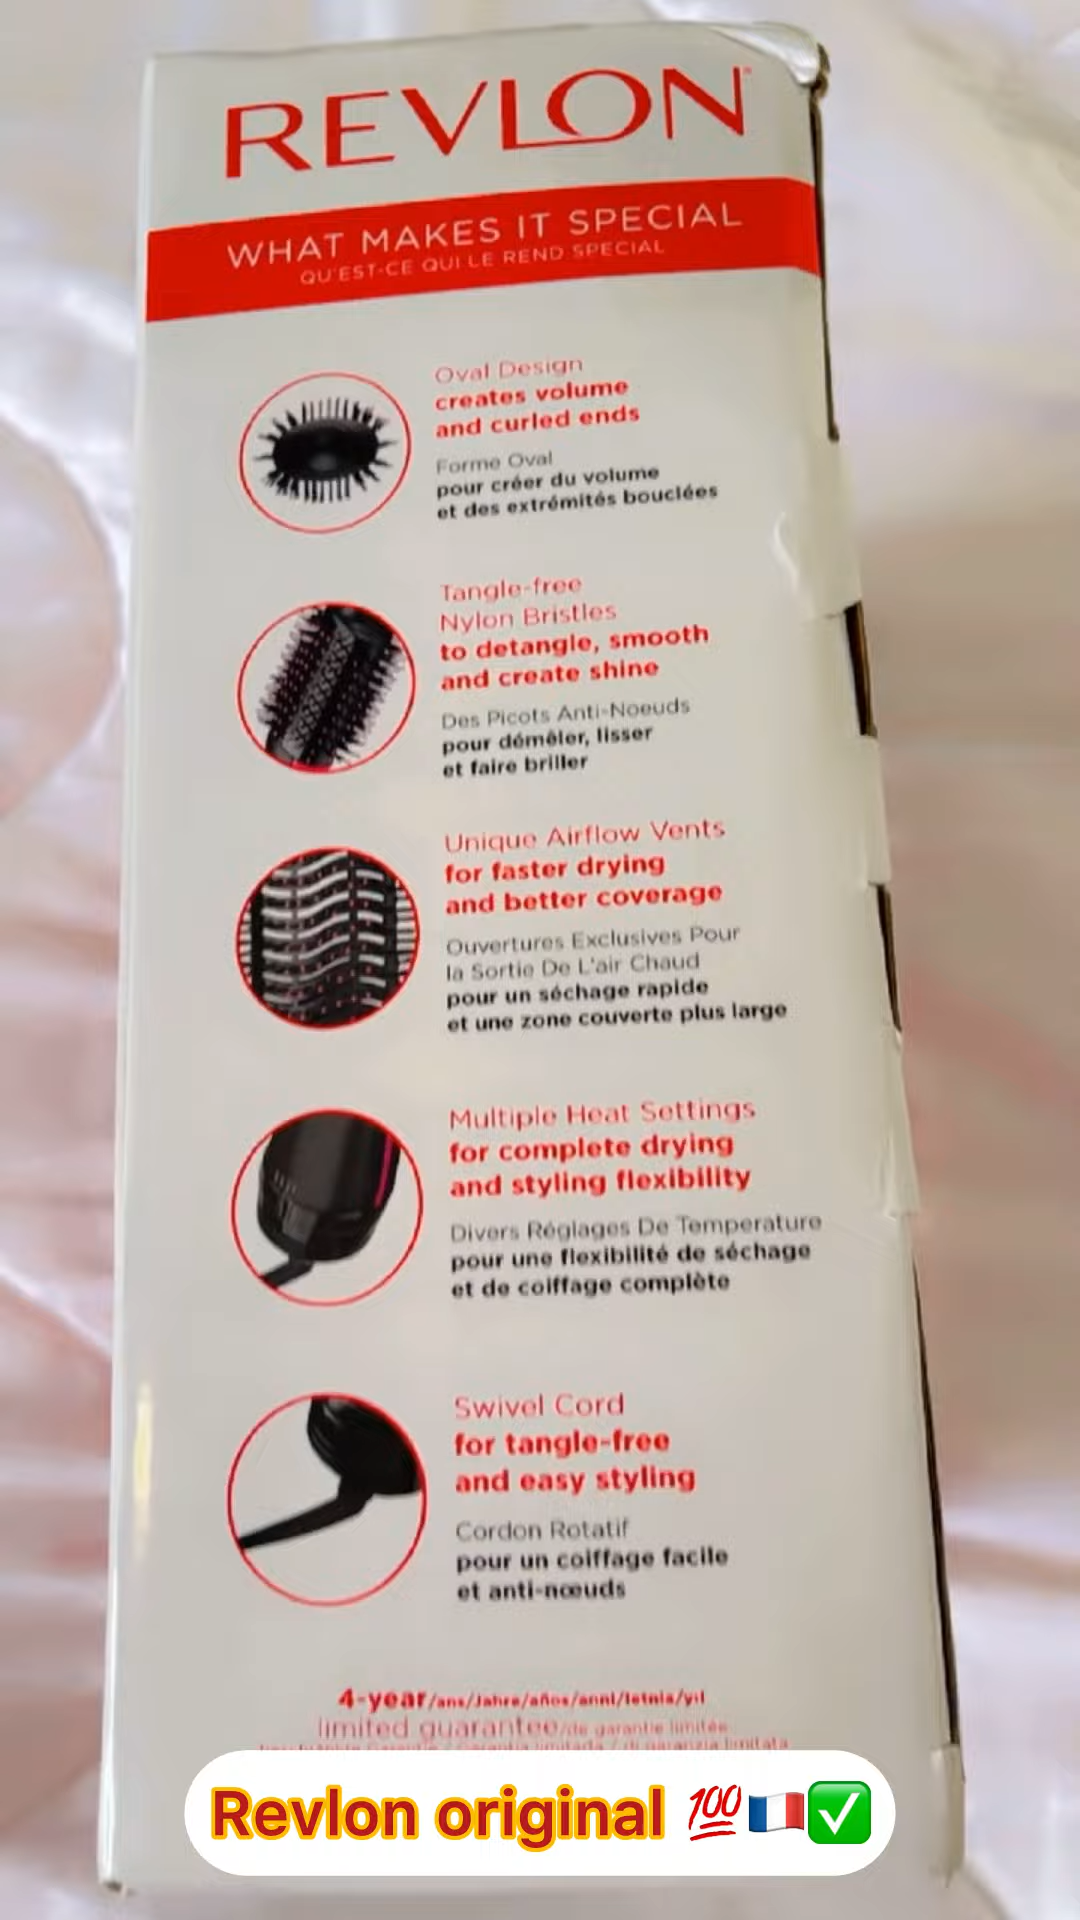 REVLON
WHAT MAKES IT SPECIAL
QU'EST-CE QUI LE REND SPECIAL
Oval Design
creates volume
and curled ends
Forme Oval
pour créer du volume
et des extrémités bouclées
Tangle-free
Nylon Bristles
to detangle, smooth
and create shine
Des Picots Anti-Noeuds
pour démêler, lisser
et faire briller
Unique Airflow Vents
for faster drying
and better coverage
Ouvertures Exclusives Pour
la Sortie De L'air Chaud
pour un séchage rapide
et une zone couverte plus large
Multiple Heat Settings
for complete drying
and styling flexibility
Divers Réglages De Temperature
pour une flexibilité de séchage
et de coiffage complète
Swivel Cord
for tangle-free
and easy styling
Cordon Rotatif
pour un coiffage facile
et anti-nœuds
4-year/ans/Jahre/años/anni/letnia/yıl
limited guarantee/de garantie limitée
Revlon original 💯🇫🇷✅